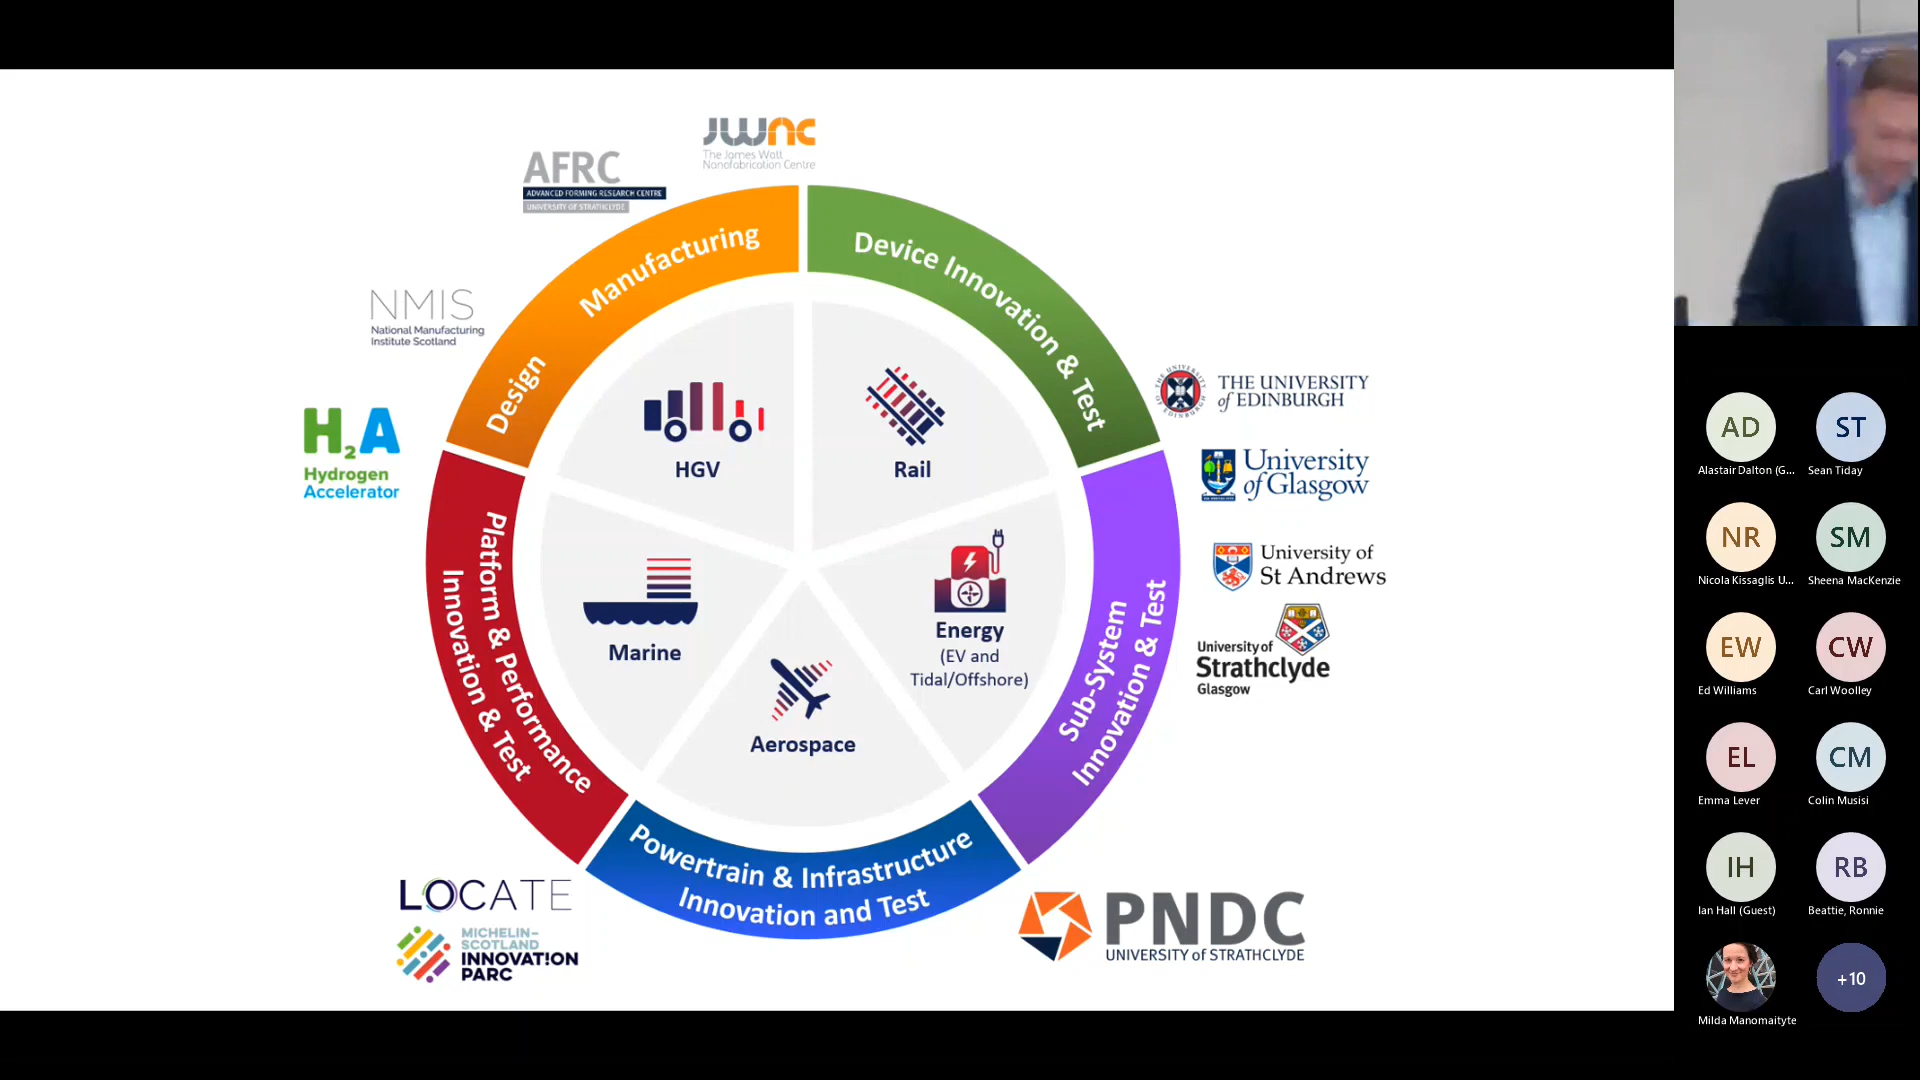 JWNC
The James Watt
Nanofabrication Centre
AFRC
ADVANCED FORMING RESEARCH CENTRE
UNIVERSITY OF STRATHCLYDE
NMIS
National Manufacturing
Institute Scotland
H2A
Hydrogen
Accelerator
Design
Manufacturing
Device Innovation & Test
Sub-System
Innovation & Test
Powertrain & Infrastructure
Innovation and Test
Platform & Performance
Innovation & Test
HGV
Rail
Marine
Energy
(EV and
Tidal/Offshore)
Aerospace
THE UNIVERSITY
of EDINBURGH
University
of Glasgow
University of
St Andrews
University of
Strathclyde
Glasgow
LOCATE
MICHELIN-
SCOTLAND
INNOVATION
PARC
PNDC
UNIVERSITY of STRATHCLYDE
AD
Alastair Dalton (G...
ST
Sean Tiday
NR
Nicola Kissaglis U...
SM
Sheena MacKenzie
EW
Ed Williams
CW
Carl Woolley
EL
Emma Lever
CM
Colin Musisi
IH
Ian Hall (Guest)
RB
Beattie, Ronnie
Milda Manomaityte
+10